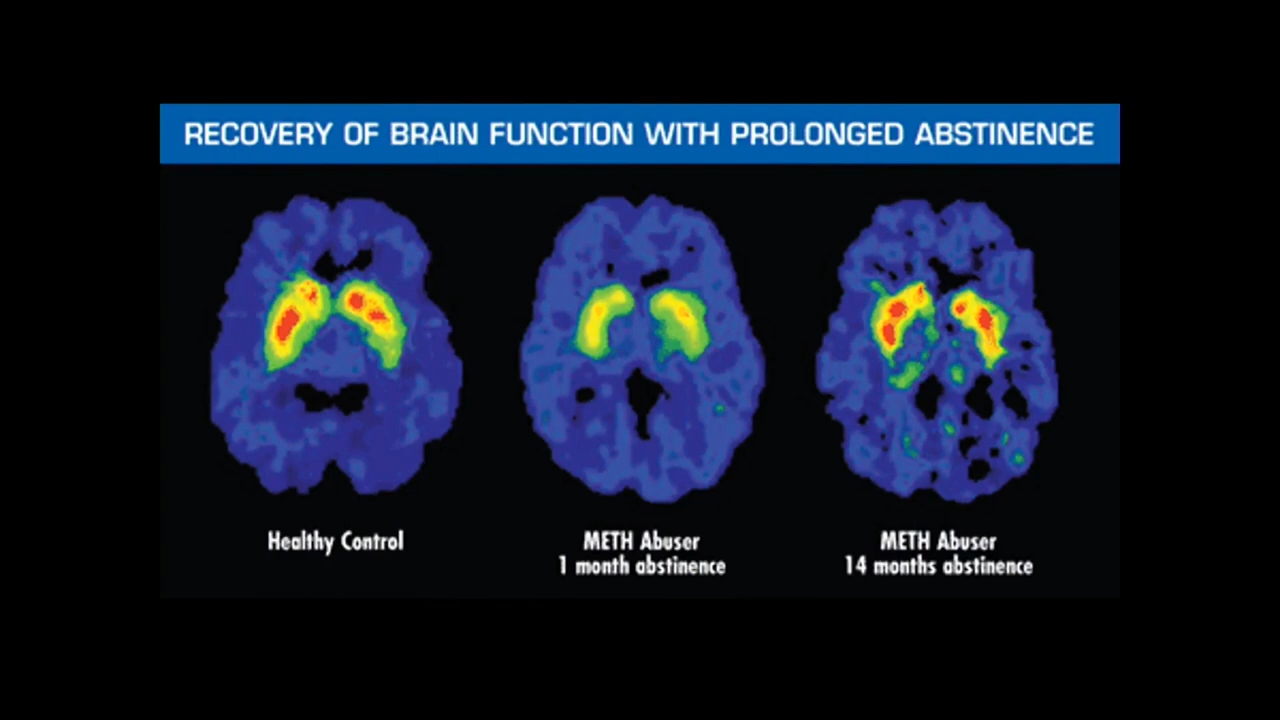 RECOVERY OF BRAIN FUNCTION WITH PROLONGED ABSTINENCE
Healthy Control
METH Abuser
1 month abstinence
METH Abuser
14 months abstinence